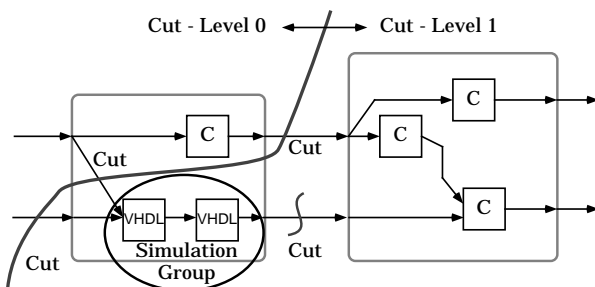 Cut - Level 0
Cut - Level 1
C
C
C
Cut
Cut
C
VHDL
VHDL
Simulation
Group
Cut
Cut